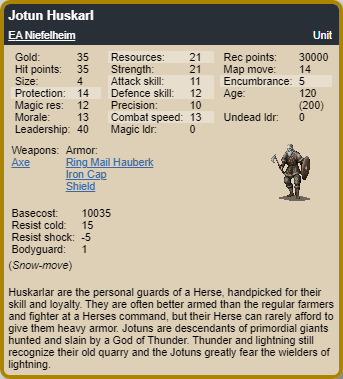 Jotun Huskarl
EA Niefelheim Unit
Gold: 35 Resources: 21 Rec points: 30000
Hit points: 35 Strength: 21 Map move: 14
Size: 4 Attack skill: 11 Encumbrance: 5
Protection: 14 Defence skill: 12 Age: 120
Magic res: 12 Precision: 10 (200)
Morale: 13 Combat speed: 13 Undead ldr: 0
Leadership: 40 Magic ldr: 0
Weapons: Armor:
Axe Ring Mail Hauberk
Iron Cap
Shield
Basecost: 10035
Resist cold: 15
Resist shock: -5
Bodyguard: 1
(Snow-move)
Huskarlar are the personal guards of a Herse, handpicked for their
skill and loyalty. They are often better armed than the regular farmers
and fighter at a Herses command, but their Herse can rarely afford to
give them heavy armor. Jotuns are descendants of primordial giants
hunted and slain by a God of Thunder. Thunder and lightning still
recognize their old quarry and the Jotuns greatly fear the wielders of
lightning.